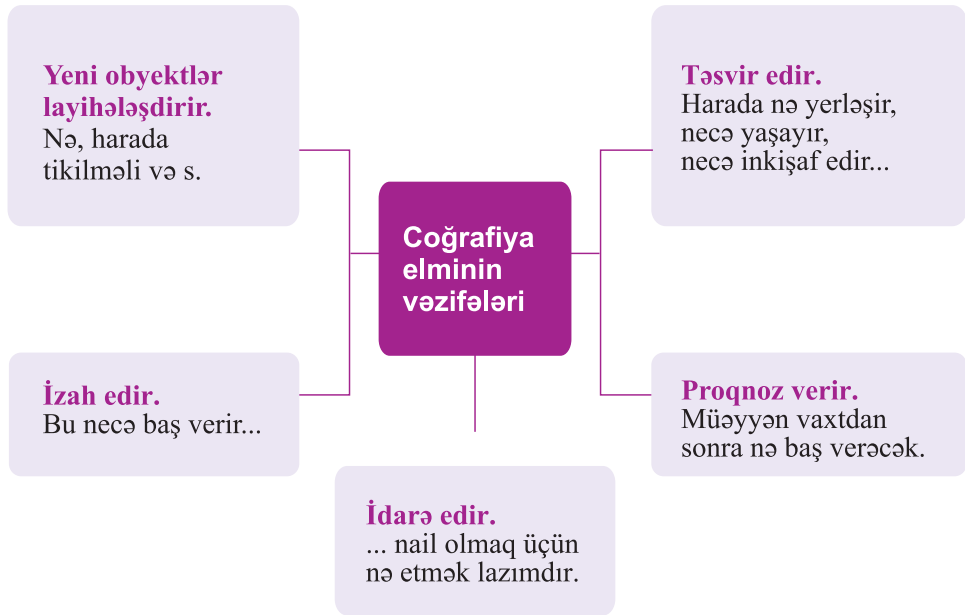 Yeni obyektlər
layihələşdirir.
Nə, harada
tikilməli və s.
Təsvir edir.
Harada nə yerləşir,
necə yaşayır,
necə inkişaf edir...
Coğrafiya
elminin
vəzifələri
İzah edir.
Bu necə baş verir...
Proqnoz verir.
Müəyyən vaxtdan
sonra nə baş verəcək.
İdarə edir.
... nail olmaq üçün
nə etmək lazımdır.